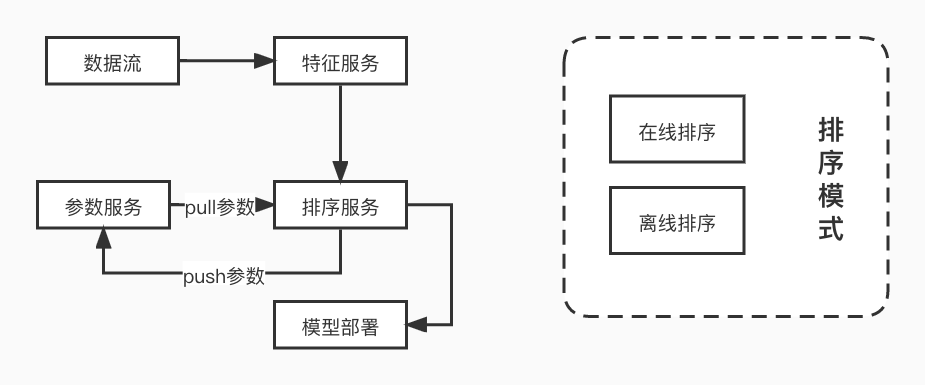 数据流
特征服务
参数服务
pull参数
排序服务
push参数
模型部署
在线排序
离线排序
排序模式